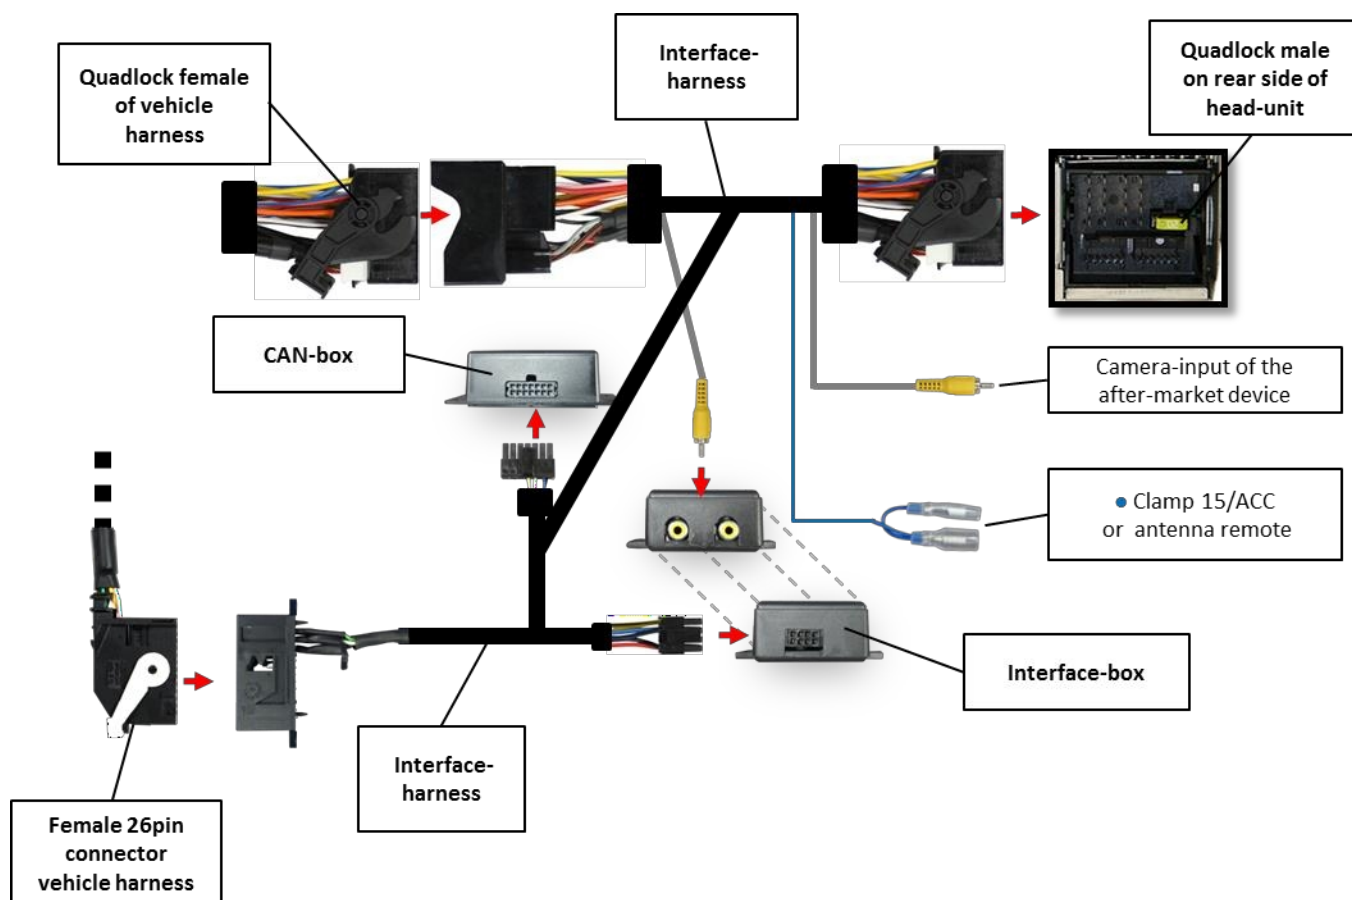 Quadlock female
of vehicle
harness
Interface-
harness
Quadlock male
on rear side of
head-unit
CAN-box
Camera-input of the
after-market device
Clamp 15/ACC
or antenna remote
Interface-box
Interface-
harness
Female 26pin
connector
vehicle harness